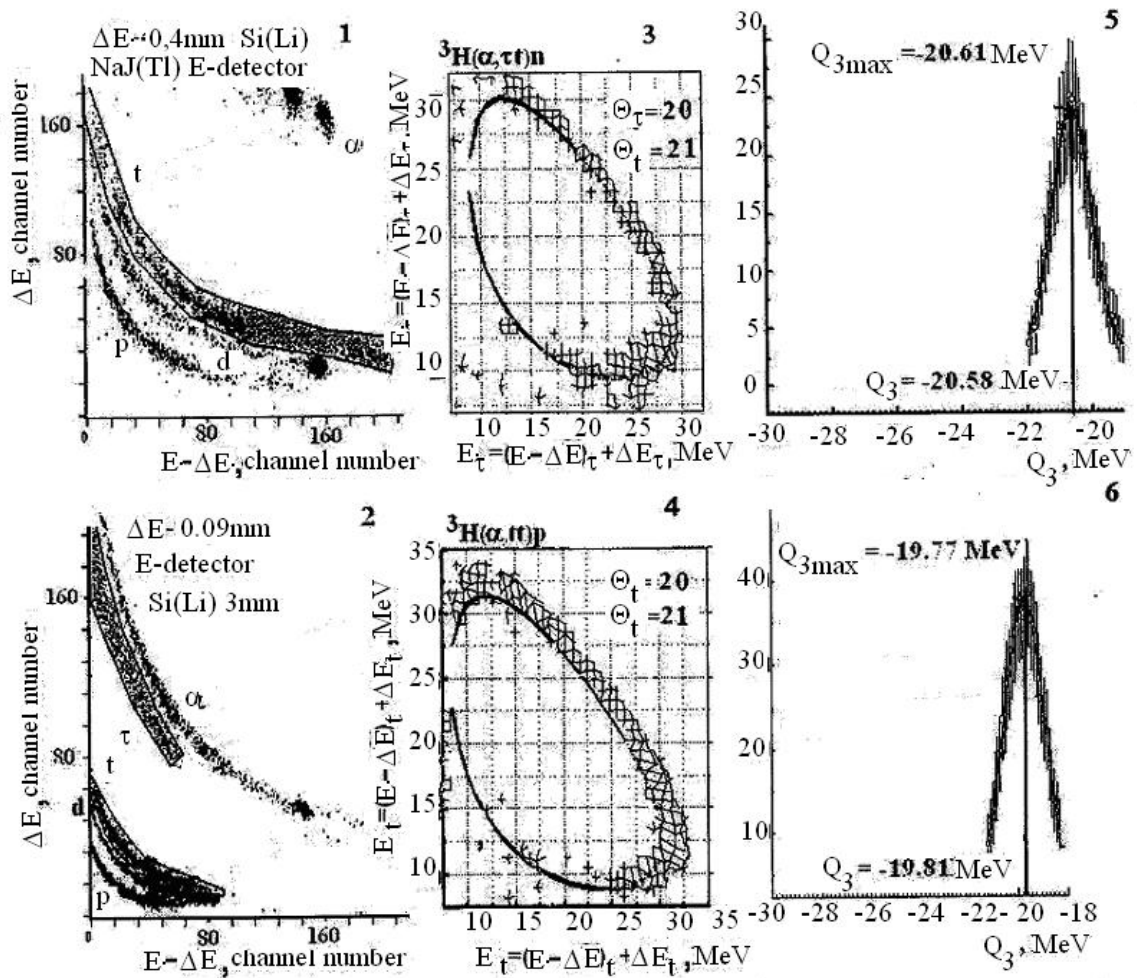 ΔE-0,4mm Si(Li)
NaJ(Tl) E-detector
1
ΔE, channel number
160
80
t
p
d
α
0
80
160
E-ΔE, channel number
3
³H(α,τt)n
Θτ=20
Θt=21
30
25
20
15
10
10
15
20
25
30
Eτ=(E-ΔE)τ+ΔEτ, MeV
5
Q3max=-20.61 MeV
30
25
20
15
10
5
0
Q3=-20.58 MeV
-30
-28
-26
-24
-22
-20
Q3, MeV
2
ΔE-0.09mm
E-detector
Si(Li) 3mm
ΔE, channel number
160
80
τ
t
d
p
0
80
160
E-ΔE, channel number
4
³H(α,tt)p
Θt=20
Θt=21
Et=(E-ΔE)t+ΔEt, MeV
35
30
25
20
15
10
10
15
20
25
30
35
Et=(E-ΔE)t+ΔEt, MeV
6
Q3max=-19.77 MeV
40
30
20
10
Q3=-19.81 MeV
-30
-28
-26
-24
-22
-20
-18
Q3, MeV